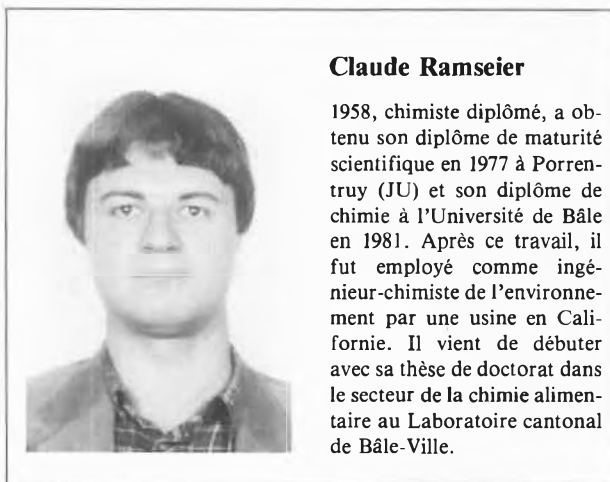 Claude Ramseier
1958, chimiste diplômé, a ob-
tenu son diplôme de maturité
scientifique en 1977 à Porren-
truy (JU) et son diplôme de
chimie à l'Université de Bâle
en 1981. Après ce travail, il
fut employé comme ingé-
nieur-chimiste de l'environne-
ment par une usine en Cali-
fornie. Il vient de débuter
avec sa thèse de doctorat dans
le secteur de la chimie alimen-
taire au Laboratoire cantonal
de Bâle-Ville.